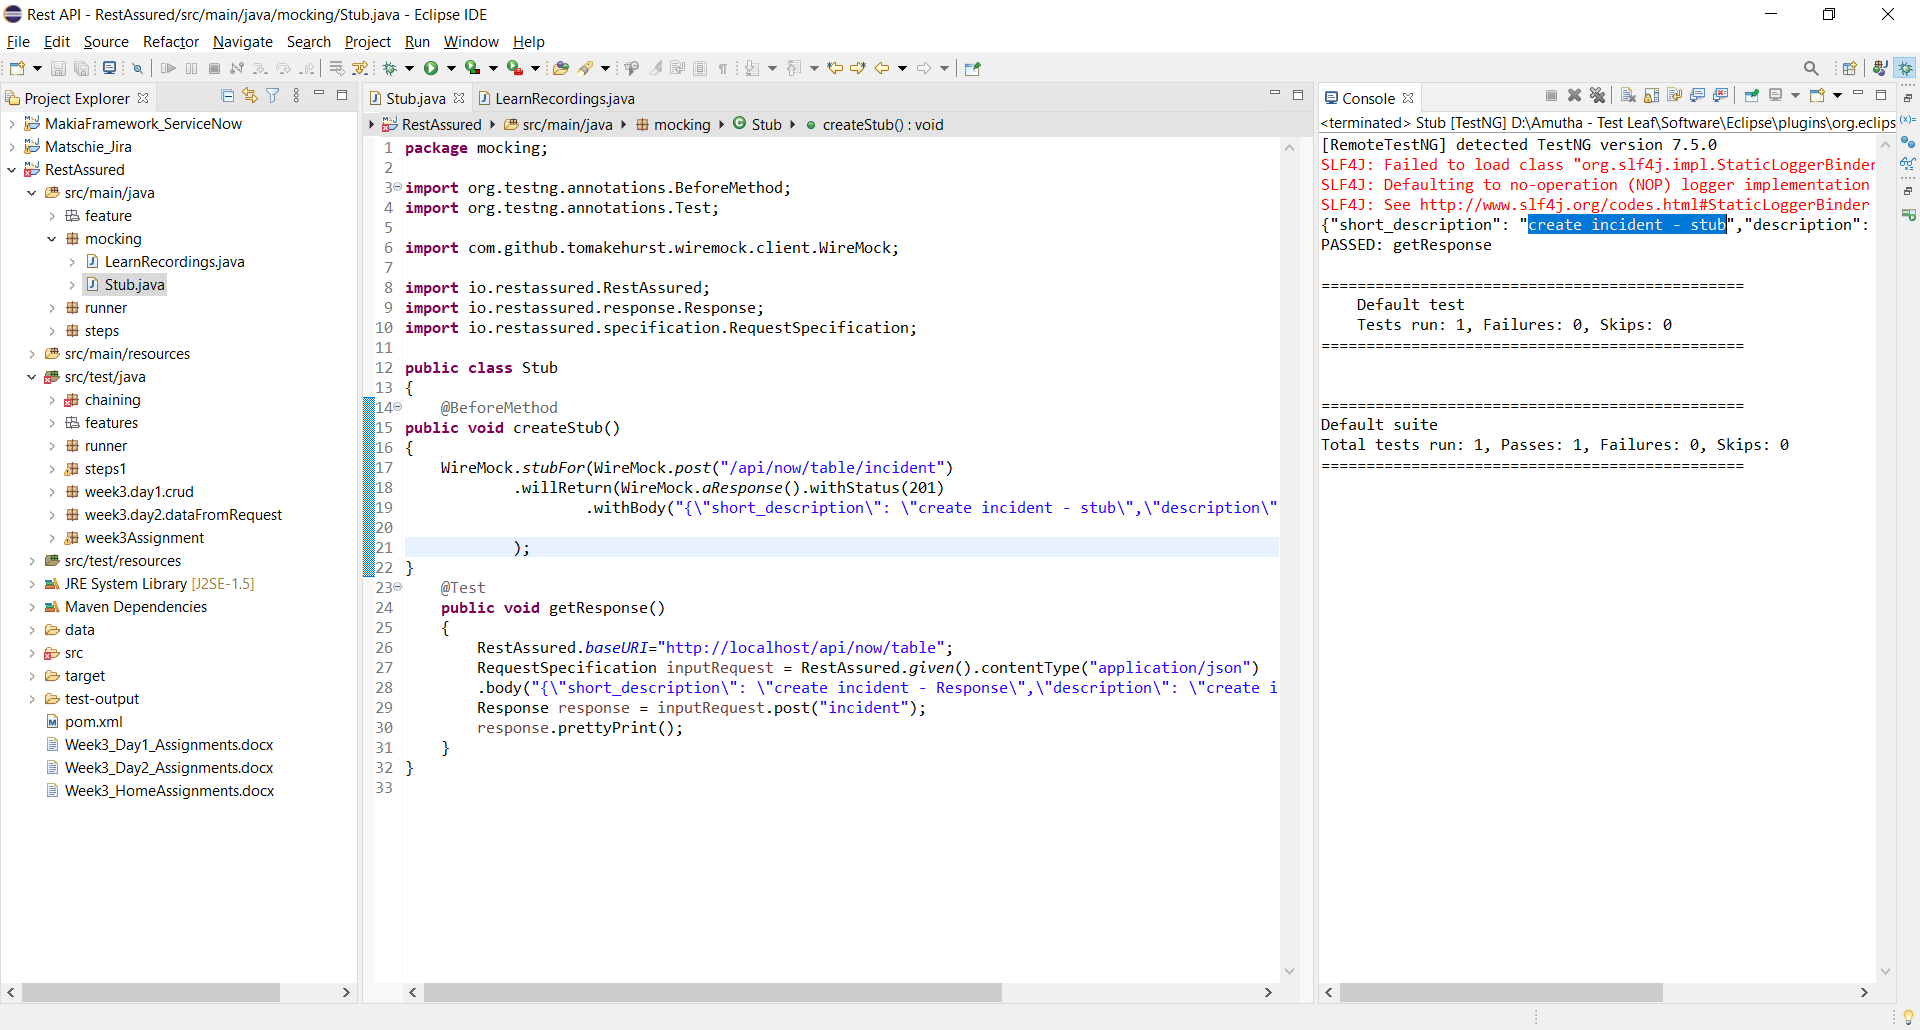 Rest API - RestAssured/src/main/java/mocking/Stub.java - Eclipse IDE
File Edit Source Refactor Navigate Search Project Run Window Help
Project Explorer
MakiaFramework_ServiceNow
Matschie_Jira
RestAssured
src/main/java
feature
mocking
LearnRecordings.java
Stub.java
runner
steps
src/main/resources
src/test/java
chaining
features
runner
steps1
week3.day1.crud
week3.day2.dataFromRequest
week3Assignment
src/test/resources
JRE System Library [J2SE-1.5]
Maven Dependencies
data
src
target
test-output
pom.xml
Week3_Day1_Assignments.docx
Week3_Day2_Assignments.docx
Week3_HomeAssignments.docx
Stub.java LearnRecordings.java
RestAssured src/main/java mocking Stub createStub() : void
1 package mocking;
2
3 import org.testng.annotations.BeforeMethod;
4 import org.testng.annotations.Test;
5
6 import com.github.tomakehurst.wiremock.client.WireMock;
7
8 import io.restassured.RestAssured;
9 import io.restassured.response.Response;
10 import io.restassured.specification.RequestSpecification;
11
12 public class Stub
13 {
14 @BeforeMethod
15 public void createStub()
16 {
17 WireMock.stubFor(WireMock.post("/api/now/table/incident")
18 .willReturn(WireMock.aResponse().withStatus(201)
19 .withBody("{\"short_description\": \"create incident - stub\",\"description\"
20
21 );
22 }
23 @Test
24 public void getResponse()
25 {
26 RestAssured.baseURI="http://localhost/api/now/table";
27 RequestSpecification inputRequest = RestAssured.given().contentType("application/json")
28 .body("{\"short_description\": \"create incident - Response\",\"description\": \"create i
29 Response response = inputRequest.post("incident");
30 response.prettyPrint();
31 }
32 }
33
Console
<terminated> Stub [TestNG] D:\Amutha - Test Leaf\Software\Eclipse\plugins\org.eclips
[RemoteTestNG] detected TestNG version 7.5.0
SLF4J: Failed to load class "org.slf4j.impl.StaticLoggerBinder
SLF4J: Defaulting to no-operation (NOP) logger implementation
SLF4J: See http://www.slf4j.org/codes.html#StaticLoggerBinder
{"short_description": "create incident - stub","description":
PASSED: getResponse
===============================================
Default test
Tests run: 1, Failures: 0, Skips: 0
===============================================
===============================================
Default suite
Total tests run: 1, Passes: 1, Failures: 0, Skips: 0
===============================================